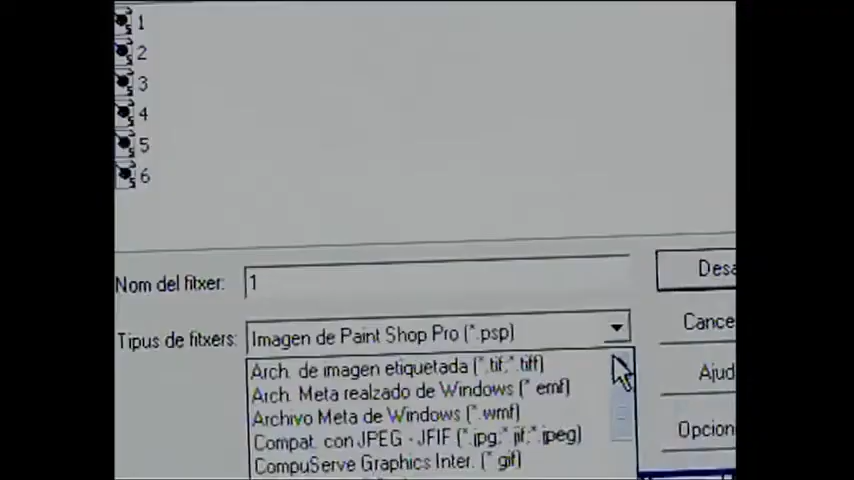 1
2
3
4
5
6
Nom del fitxer: 1
Desa
Tipus de fitxers: Imagen de Paint Shop Pro (*.psp)
Cance
Arch. de imagen etiquetada (*.tif;*.tiff)
Arch. Meta realzado de Windows (*.emf)
Ajud
Archivo Meta de Windows (*.wmf)
Compat. con JPEG - JFIF (*.jpg;*.jif;*.jpeg)
Opcion
CompuServe Graphics Inter. (*.gif)